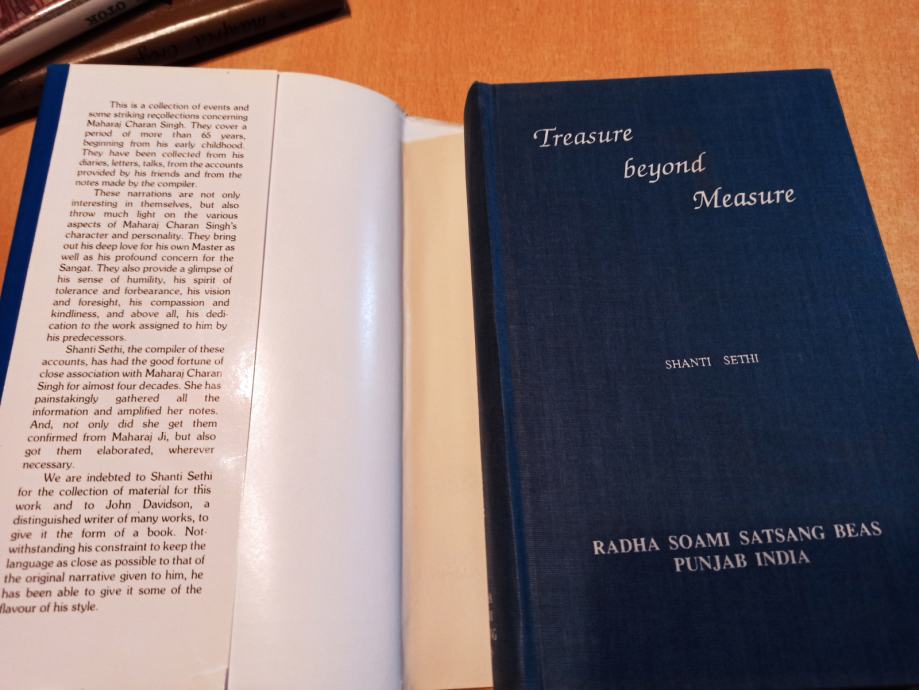 This is a collection of events and
some striking recollections concerning
Maharaj Charan Singh. They cover a
period of more than 65 years,
beginning from his early childhood.
They have been collected from his
diaries, letters, talks, from the accounts
provided by his friends and from the
notes made by the compiler.
These narrations are not only
interesting in themselves, but also
throw much light on the various
aspects of Maharaj Charan Singh's
character and personality. They bring
out his deep love for his own Master as
well as his profound concern for the
Sangat. They also provide a glimpse of
his sense of humility, his spirit of
tolerance and forbearance, his vision
and foresight, his compassion and
kindliness, and above all, his dedi-
cation to the work assigned to him by
his predecessors.
Shanti Sethi, the compiler of these
accounts, has had the good fortune of
close association with Maharaj Charan
Singh for almost four decades. She has
painstakingly gathered all the
information and amplified her notes.
And, not only did she get them
confirmed from Maharaj Ji, but also
got them elaborated, wherever
necessary.
We are indebted to Shanti Sethi
for the collection of material for this
work and to John Davidson, a
distinguished writer of many works, to
give it the form of a book. Not-
withstanding his constraint to keep the
language as close as possible to that of
the original narrative given to him, he
has been able to give it some of the
flavour of his style.
Treasure
beyond
Measure
SHANTI SETHI
RADHA SOAMI SATSANG BEAS
PUNJAB INDIA